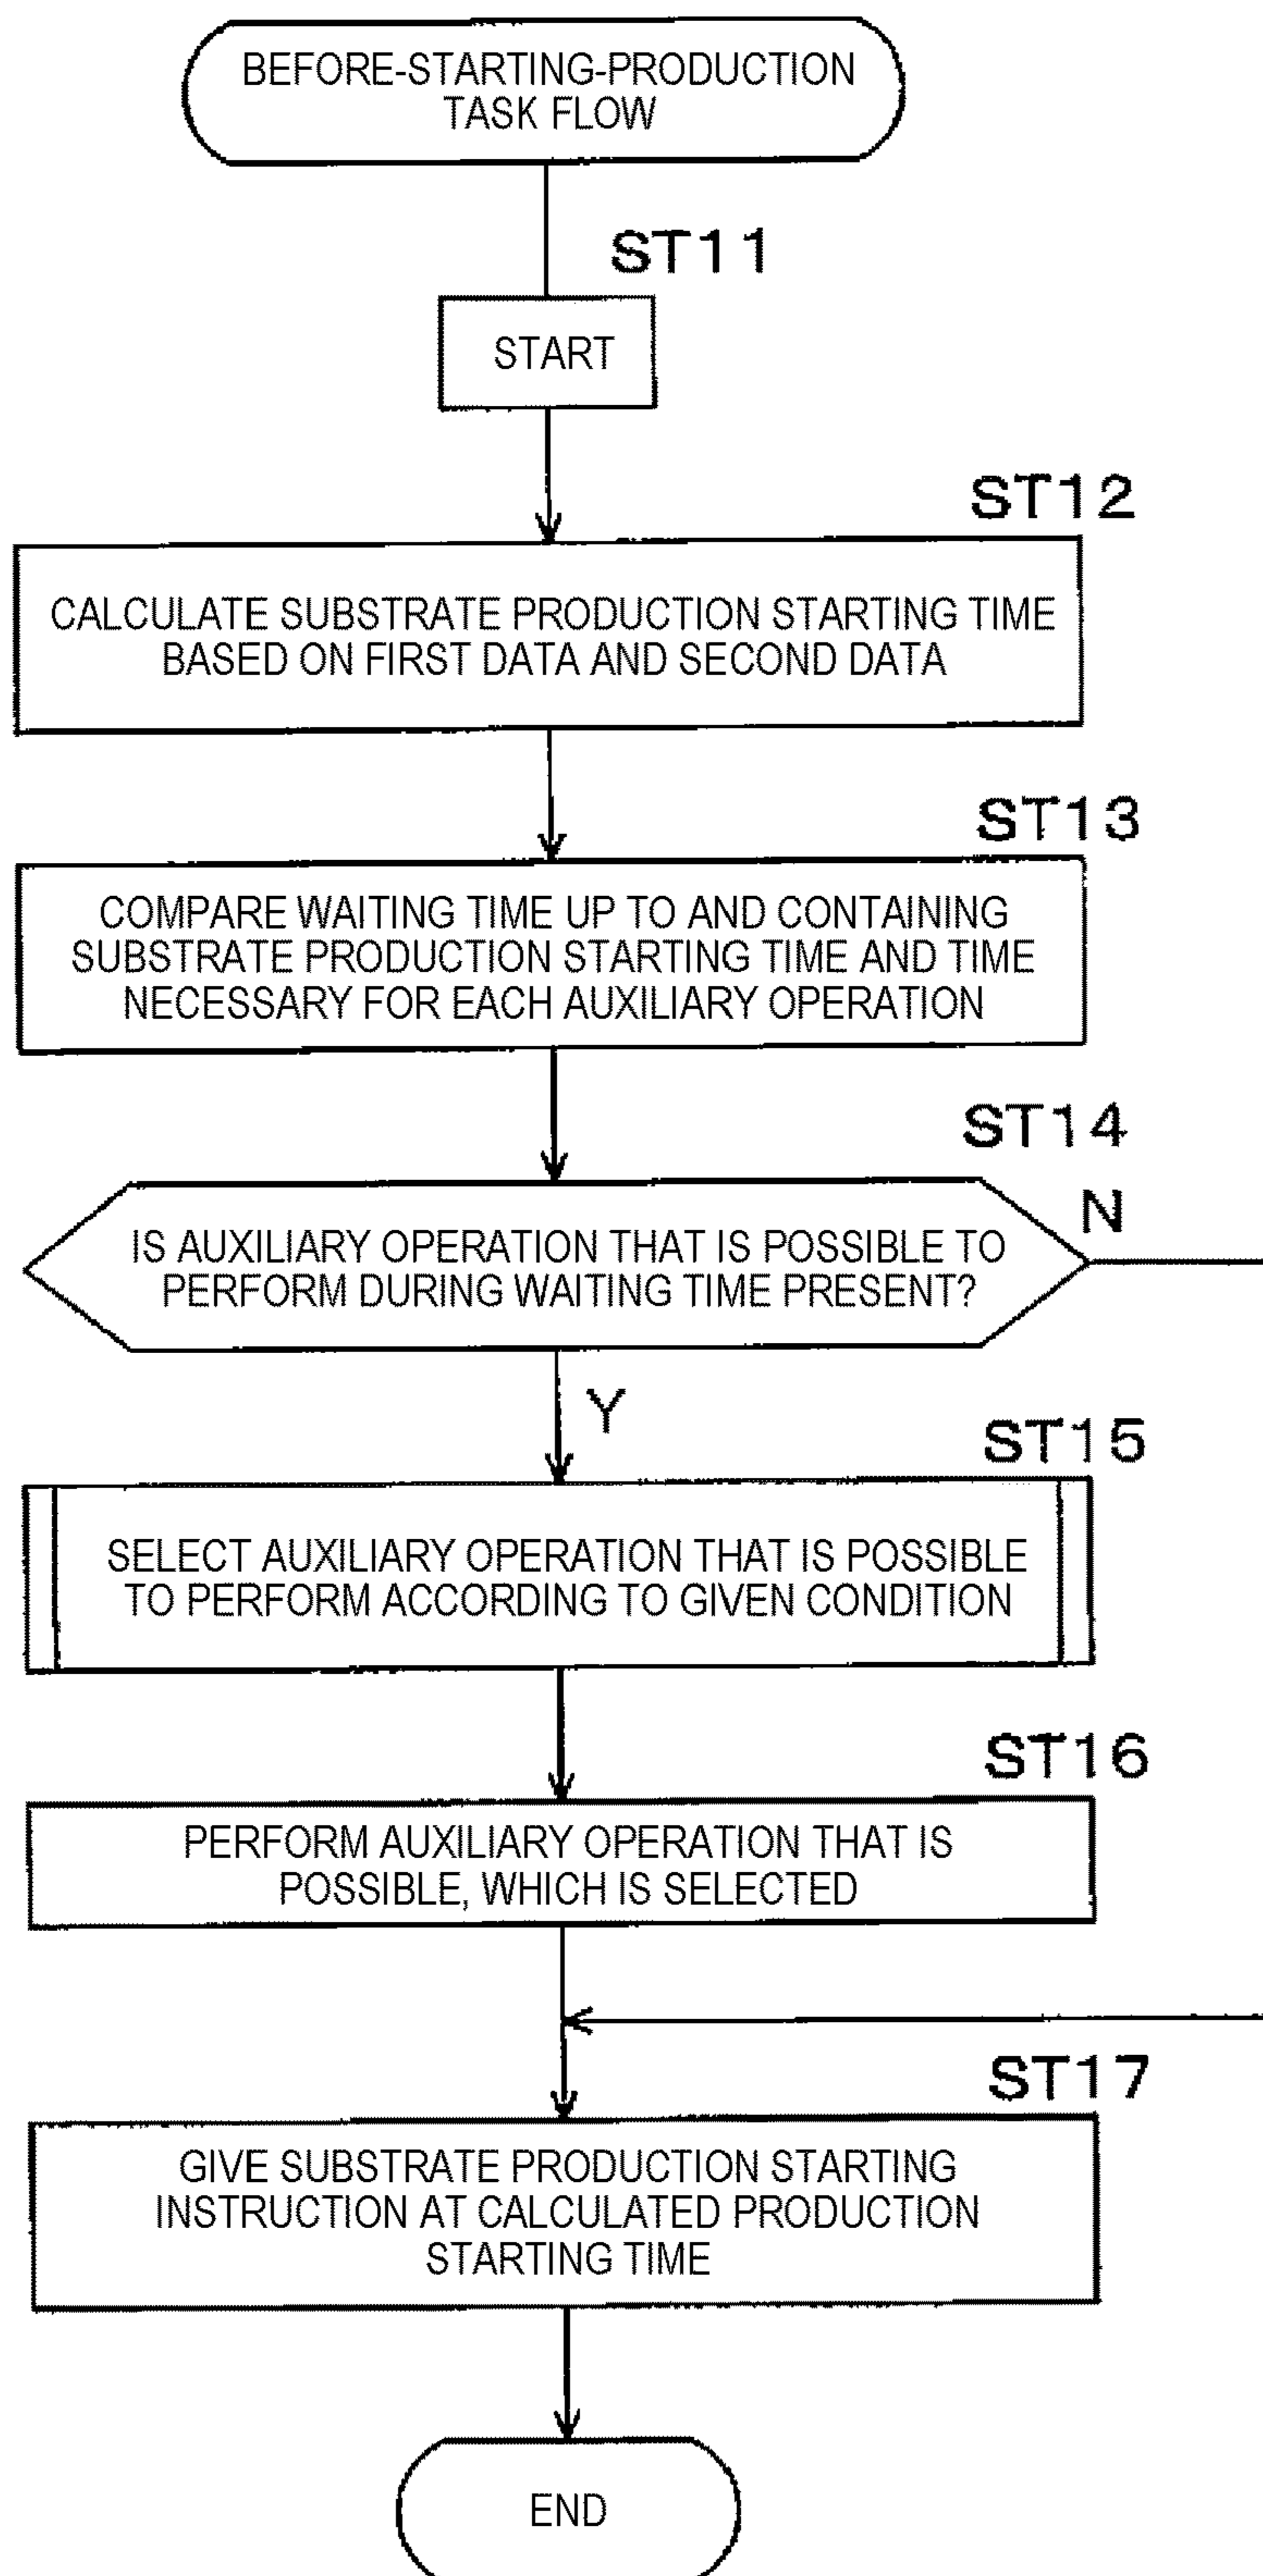 BEFORE-STARTING-PRODUCTION
TASK FLOW
ST11
START
ST12
CALCULATE SUBSTRATE PRODUCTION STARTING TIME
BASED ON FIRST DATA AND SECOND DATA
ST13
COMPARE WAITING TIME UP TO AND CONTAINING
SUBSTRATE PRODUCTION STARTING TIME AND TIME
NECESSARY FOR EACH AUXILIARY OPERATION
ST14
N
IS AUXILIARY OPERATION THAT IS POSSIBLE TO
PERFORM DURING WAITING TIME PRESENT?
Y
ST15
SELECT AUXILIARY OPERATION THAT IS POSSIBLE
TO PERFORM ACCORDING TO GIVEN CONDITION
ST16
PERFORM AUXILIARY OPERATION THAT IS
POSSIBLE, WHICH IS SELECTED
ST17
GIVE SUBSTRATE PRODUCTION STARTING
INSTRUCTION AT CALCULATED PRODUCTION
STARTING TIME
END